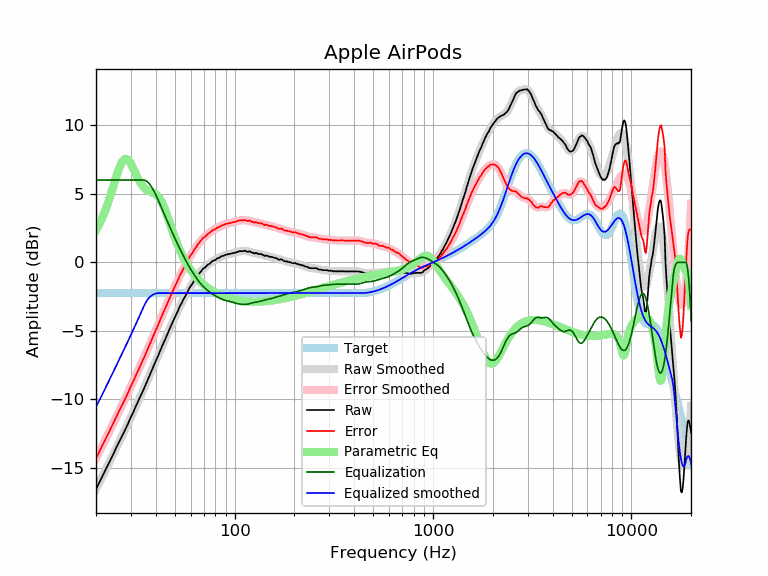 Apple AirPods
Amplitude (dBr)
10
5
0
−5
−10
−15
Target
Raw Smoothed
Error Smoothed
Raw
Error
Parametric Eq
Equalization
Equalized smoothed
100
1000
10000
Frequency (Hz)